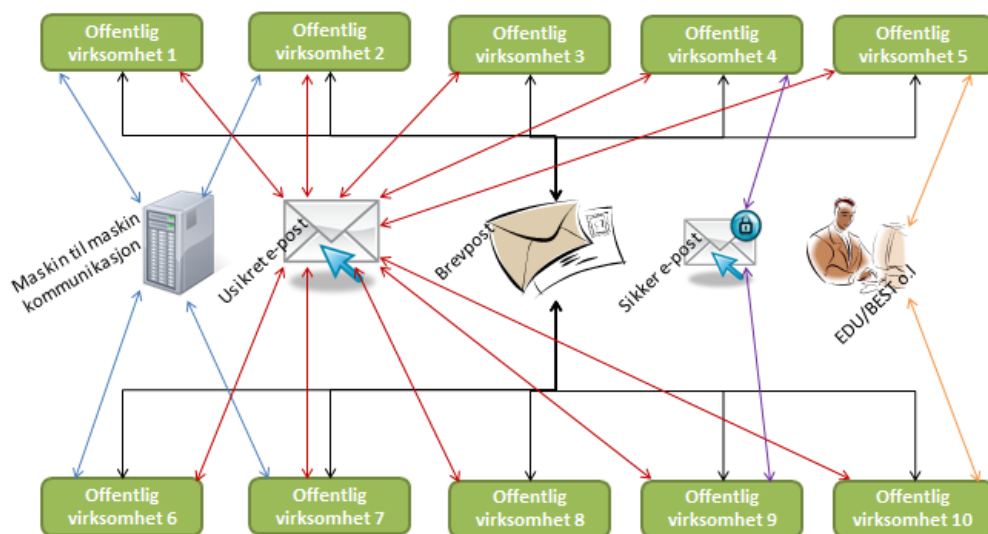 Offentlig
virksomhet 1
Offentlig
virksomhet 2
Offentlig
virksomhet 3
Offentlig
virksomhet 4
Offentlig
virksomhet 5
Maskin til maskin
kommunikasjon
Usikret e-post
Brevpost
Sikker e-post
EDU/BEST o.l
Offentlig
virksomhet 6
Offentlig
virksomhet 7
Offentlig
virksomhet 8
Offentlig
virksomhet 9
Offentlig
virksomhet 10